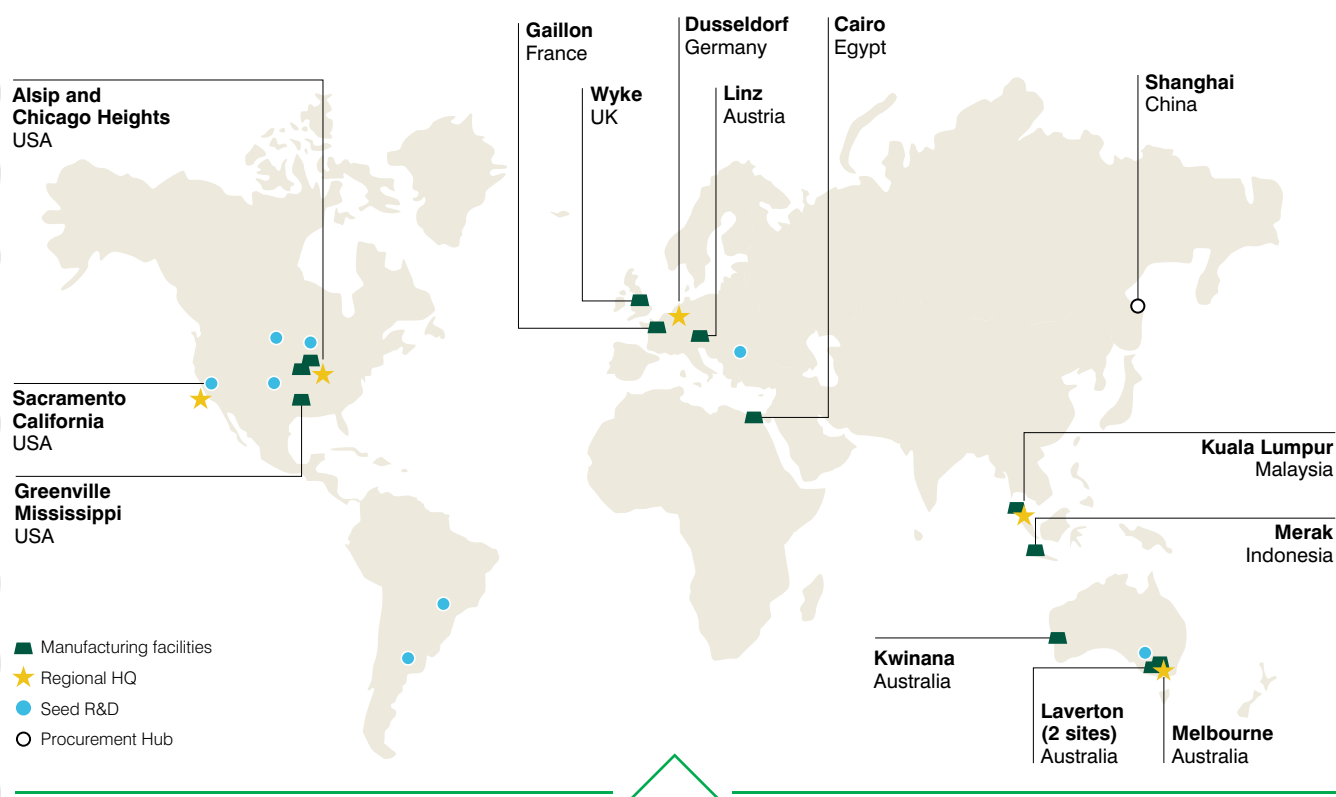 Gaillon
France
Dusseldorf
Germany
Cairo
Egypt
Alsip and
Chicago Heights
USA
Wyke
UK
Linz
Austria
Shanghai
China
Sacramento
California
USA
Kuala Lumpur
Malaysia
Greenville
Mississippi
USA
Merak
Indonesia
Manufacturing facilities
Regional HQ
Seed R&D
Procurement Hub
Kwinana
Australia
Laverton
(2 sites)
Australia
Melbourne
Australia